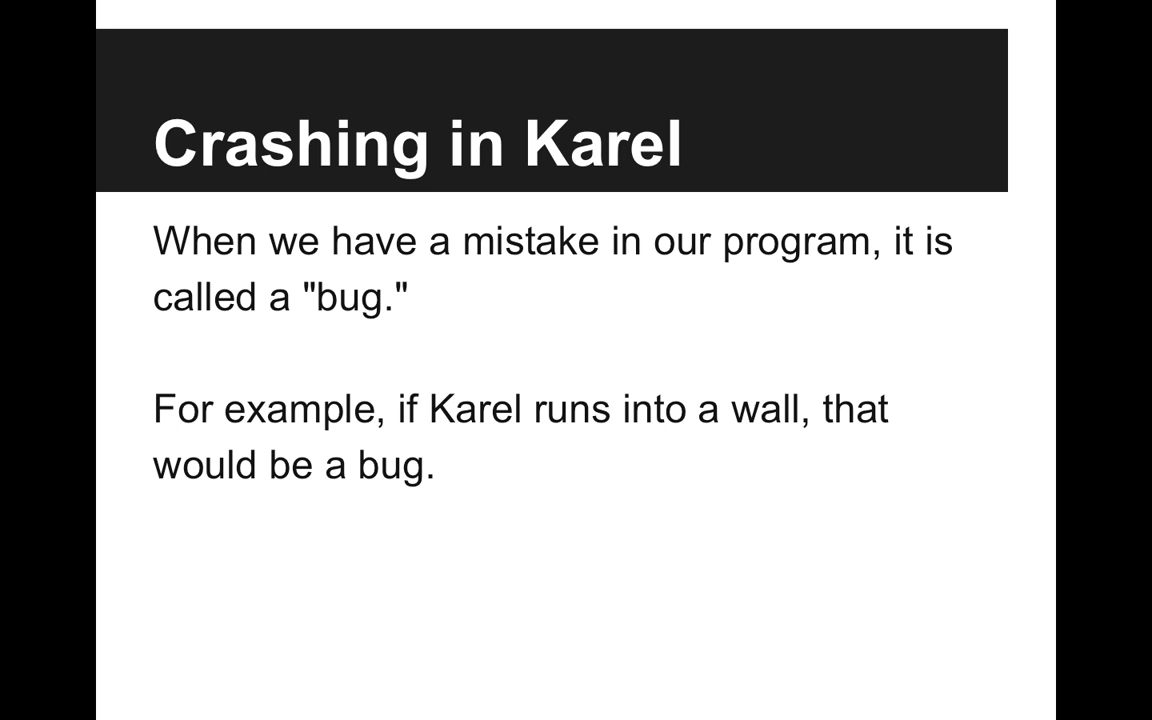 Crashing in Karel
When we have a mistake in our program, it is
called a "bug."
For example, if Karel runs into a wall, that
would be a bug.